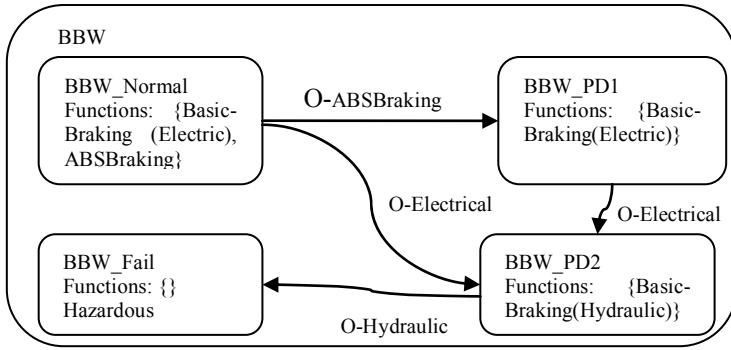 BBW
BBW_Normal
Functions: {Basic-
Braking (Electric),
ABSBraking}
O-ABSBraking
BBW_PD1
Functions: {Basic-
Braking(Electric)}
O-Electrical
O-Electrical
BBW_Fail
Functions: {}
Hazardous
BBW_PD2
Functions: {Basic-
Braking(Hydraulic)}
O-Hydraulic